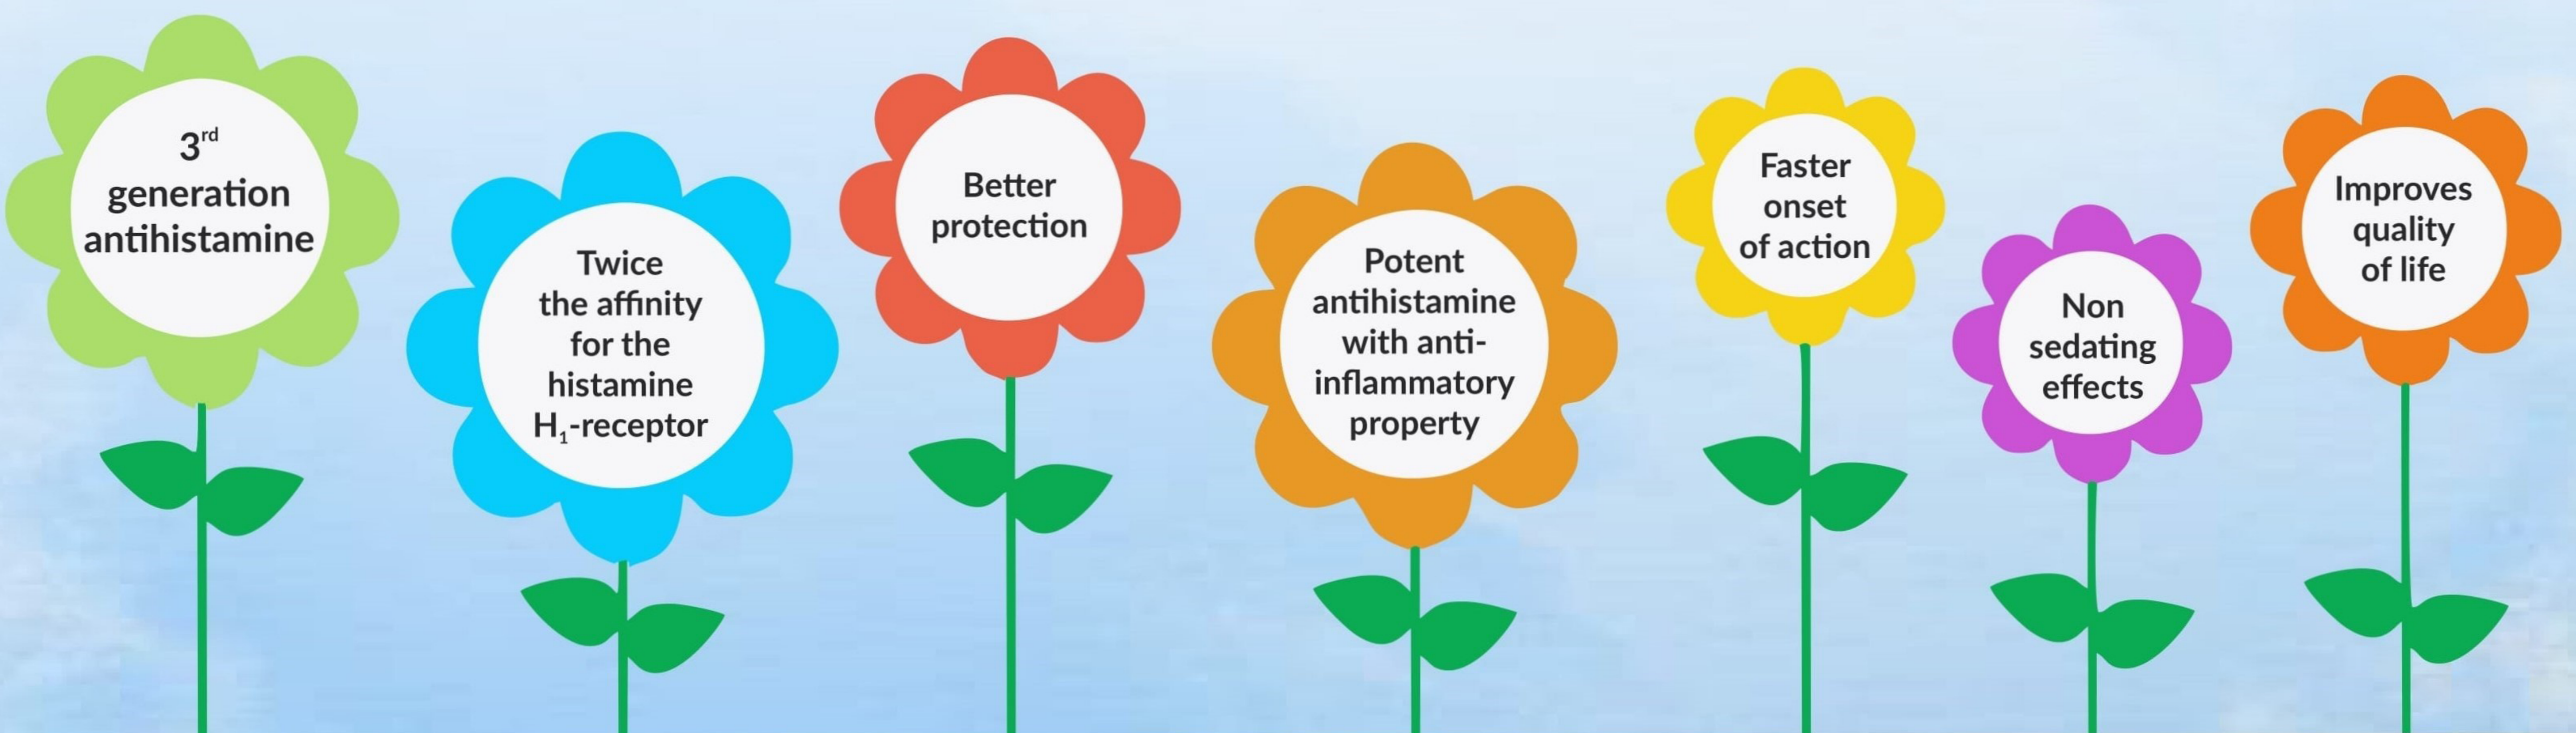 3rd
generation
antihistamine
Twice
the affinity
for the
histamine
H₁-receptor
Better
protection
Potent
antihistamine
with anti-
inflammatory
property
Faster
onset
of action
Non
sedating
effects
Improves
quality
of life